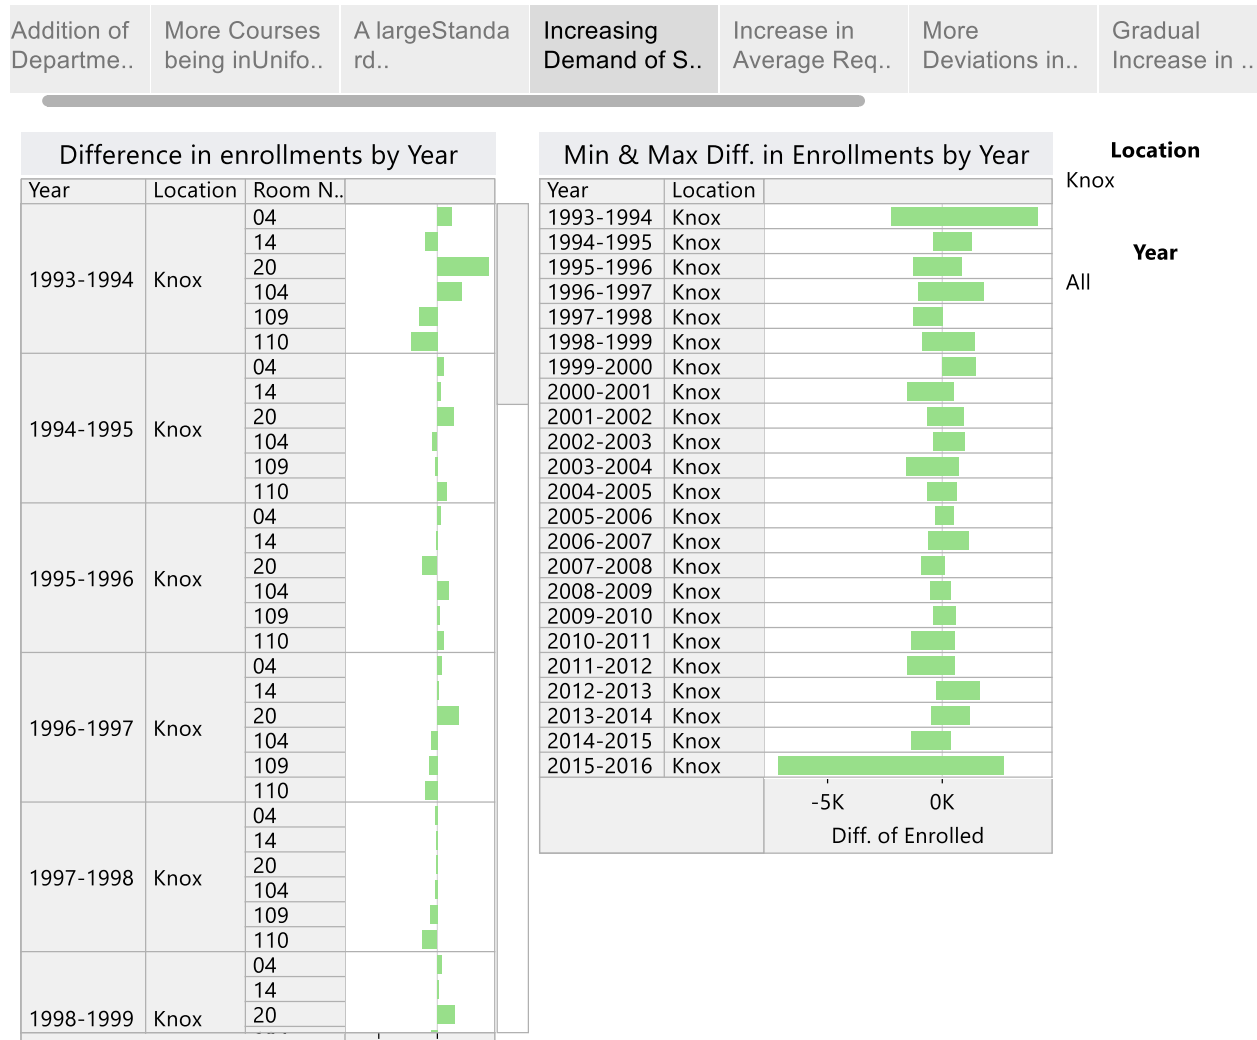 Addition of
Departme..
More Courses
being inUnifo..
A largeStanda
rd..
Increasing
Demand of S..
Increase in
Average Req..
More
Deviations in..
Gradual
Increase in ..
Difference in enrollments by Year
Year Location Room N..
1993-1994 Knox
04
14
20
104
109
110
1994-1995 Knox
04
14
20
104
109
110
1995-1996 Knox
04
14
20
104
109
110
1996-1997 Knox
04
14
20
104
109
110
1997-1998 Knox
04
14
20
104
109
110
1998-1999 Knox
04
14
20
Min & Max Diff. in Enrollments by Year
Year Location
1993-1994 Knox
1994-1995 Knox
1995-1996 Knox
1996-1997 Knox
1997-1998 Knox
1998-1999 Knox
1999-2000 Knox
2000-2001 Knox
2001-2002 Knox
2002-2003 Knox
2003-2004 Knox
2004-2005 Knox
2005-2006 Knox
2006-2007 Knox
2007-2008 Knox
2008-2009 Knox
2009-2010 Knox
2010-2011 Knox
2011-2012 Knox
2012-2013 Knox
2013-2014 Knox
2014-2015 Knox
2015-2016 Knox
-5K 0K
Diff. of Enrolled
Location
Knox
Year
All